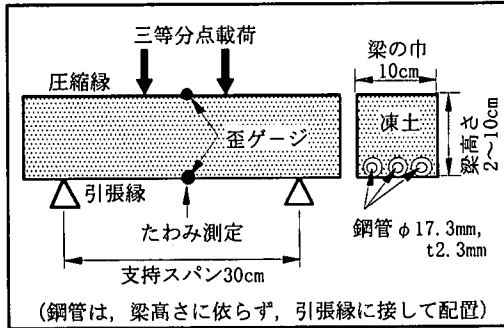 三等分点載荷
圧縮縁
歪ゲージ
引張縁
たわみ測定
支持スパン30cm
梁の巾
10cm
凍土
梁高さ
2～10cm
鋼管φ17.3mm,
t2.3mm
(鋼管は, 梁高さに依らず, 引張縁に接して配置)